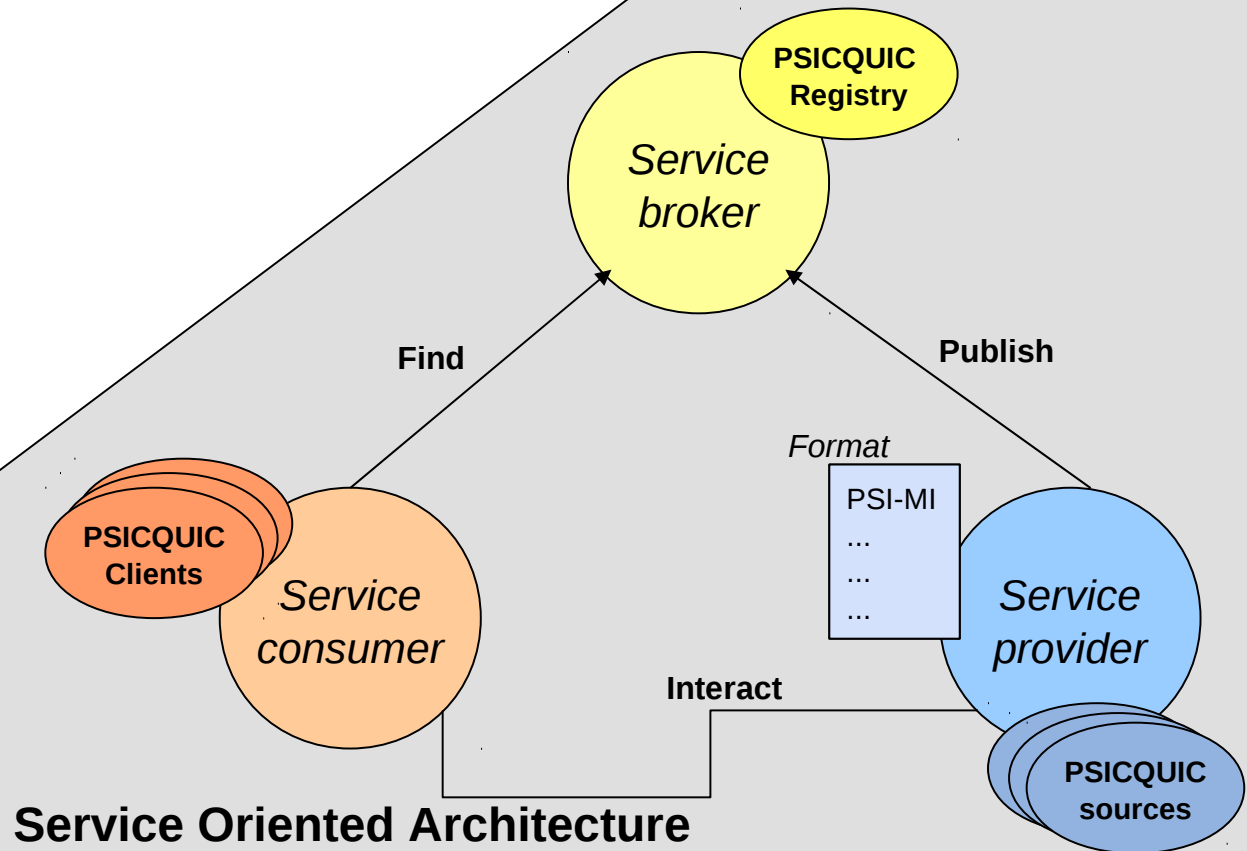 PSICQUIC
Registry
Service
broker
Find
Publish
Format
PSI-MI
...
...
...
PSICQUIC
Clients
Service
consumer
Service
provider
Interact
PSICQUIC
sources
Service Oriented Architecture